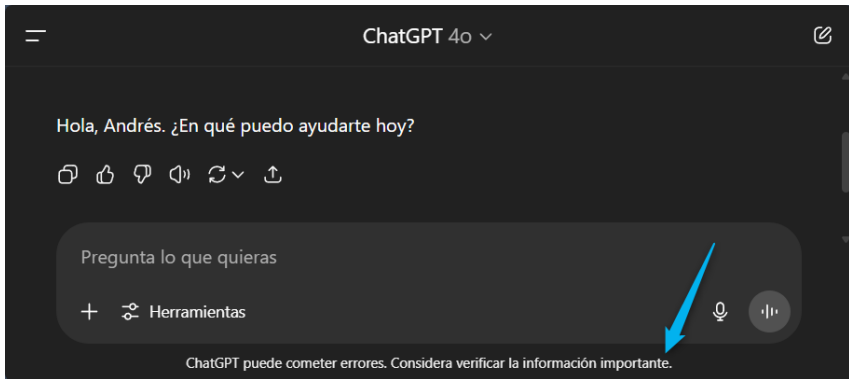 ChatGPT 4o
Hola, Andrés. ¿En qué puedo ayudarte hoy?
Pregunta lo que quieras
Herramientas
ChatGPT puede cometer errores. Considera verificar la información importante.